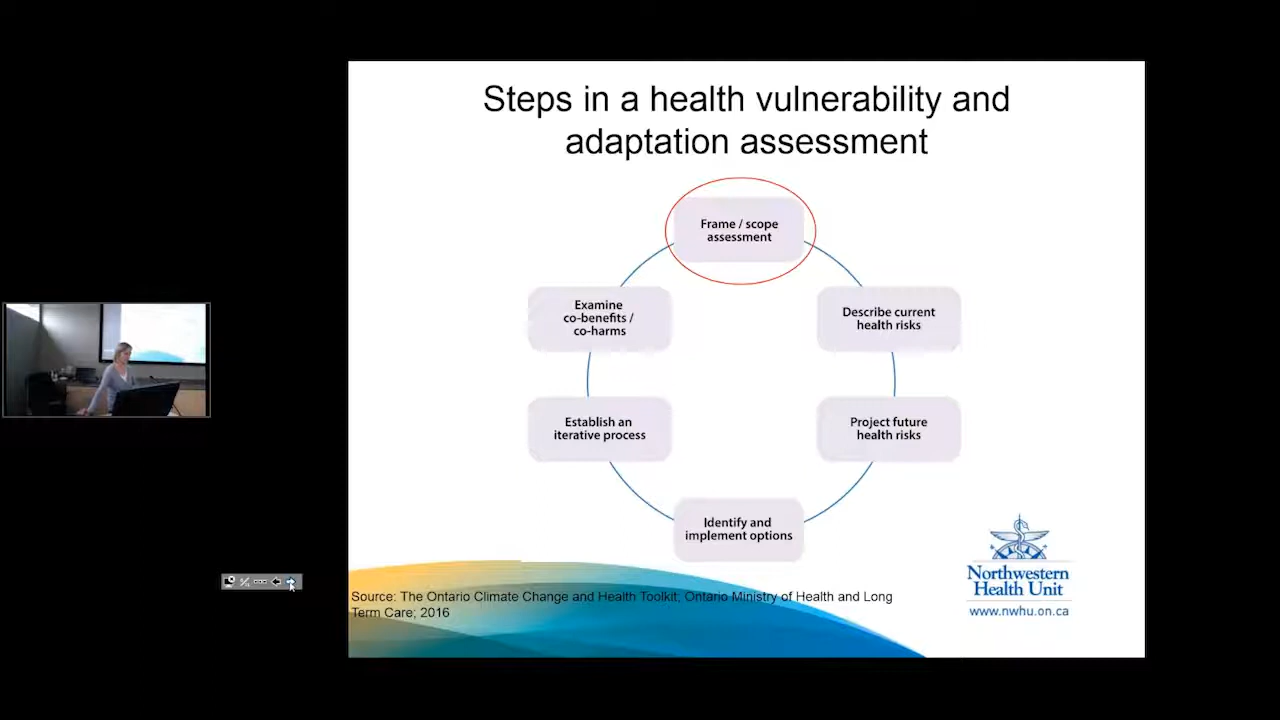 Steps in a health vulnerability and
adaptation assessment
Frame / scope
assessment
Describe current
health risks
Project future
health risks
Identify and
implement options
Establish an
iterative process
Examine
co-benefits /
co-harms
Northwestern
Health Unit
www.nwhu.on.ca
Source: The Ontario Climate Change and Health Toolkit; Ontario Ministry of Health and Long
Term Care; 2016